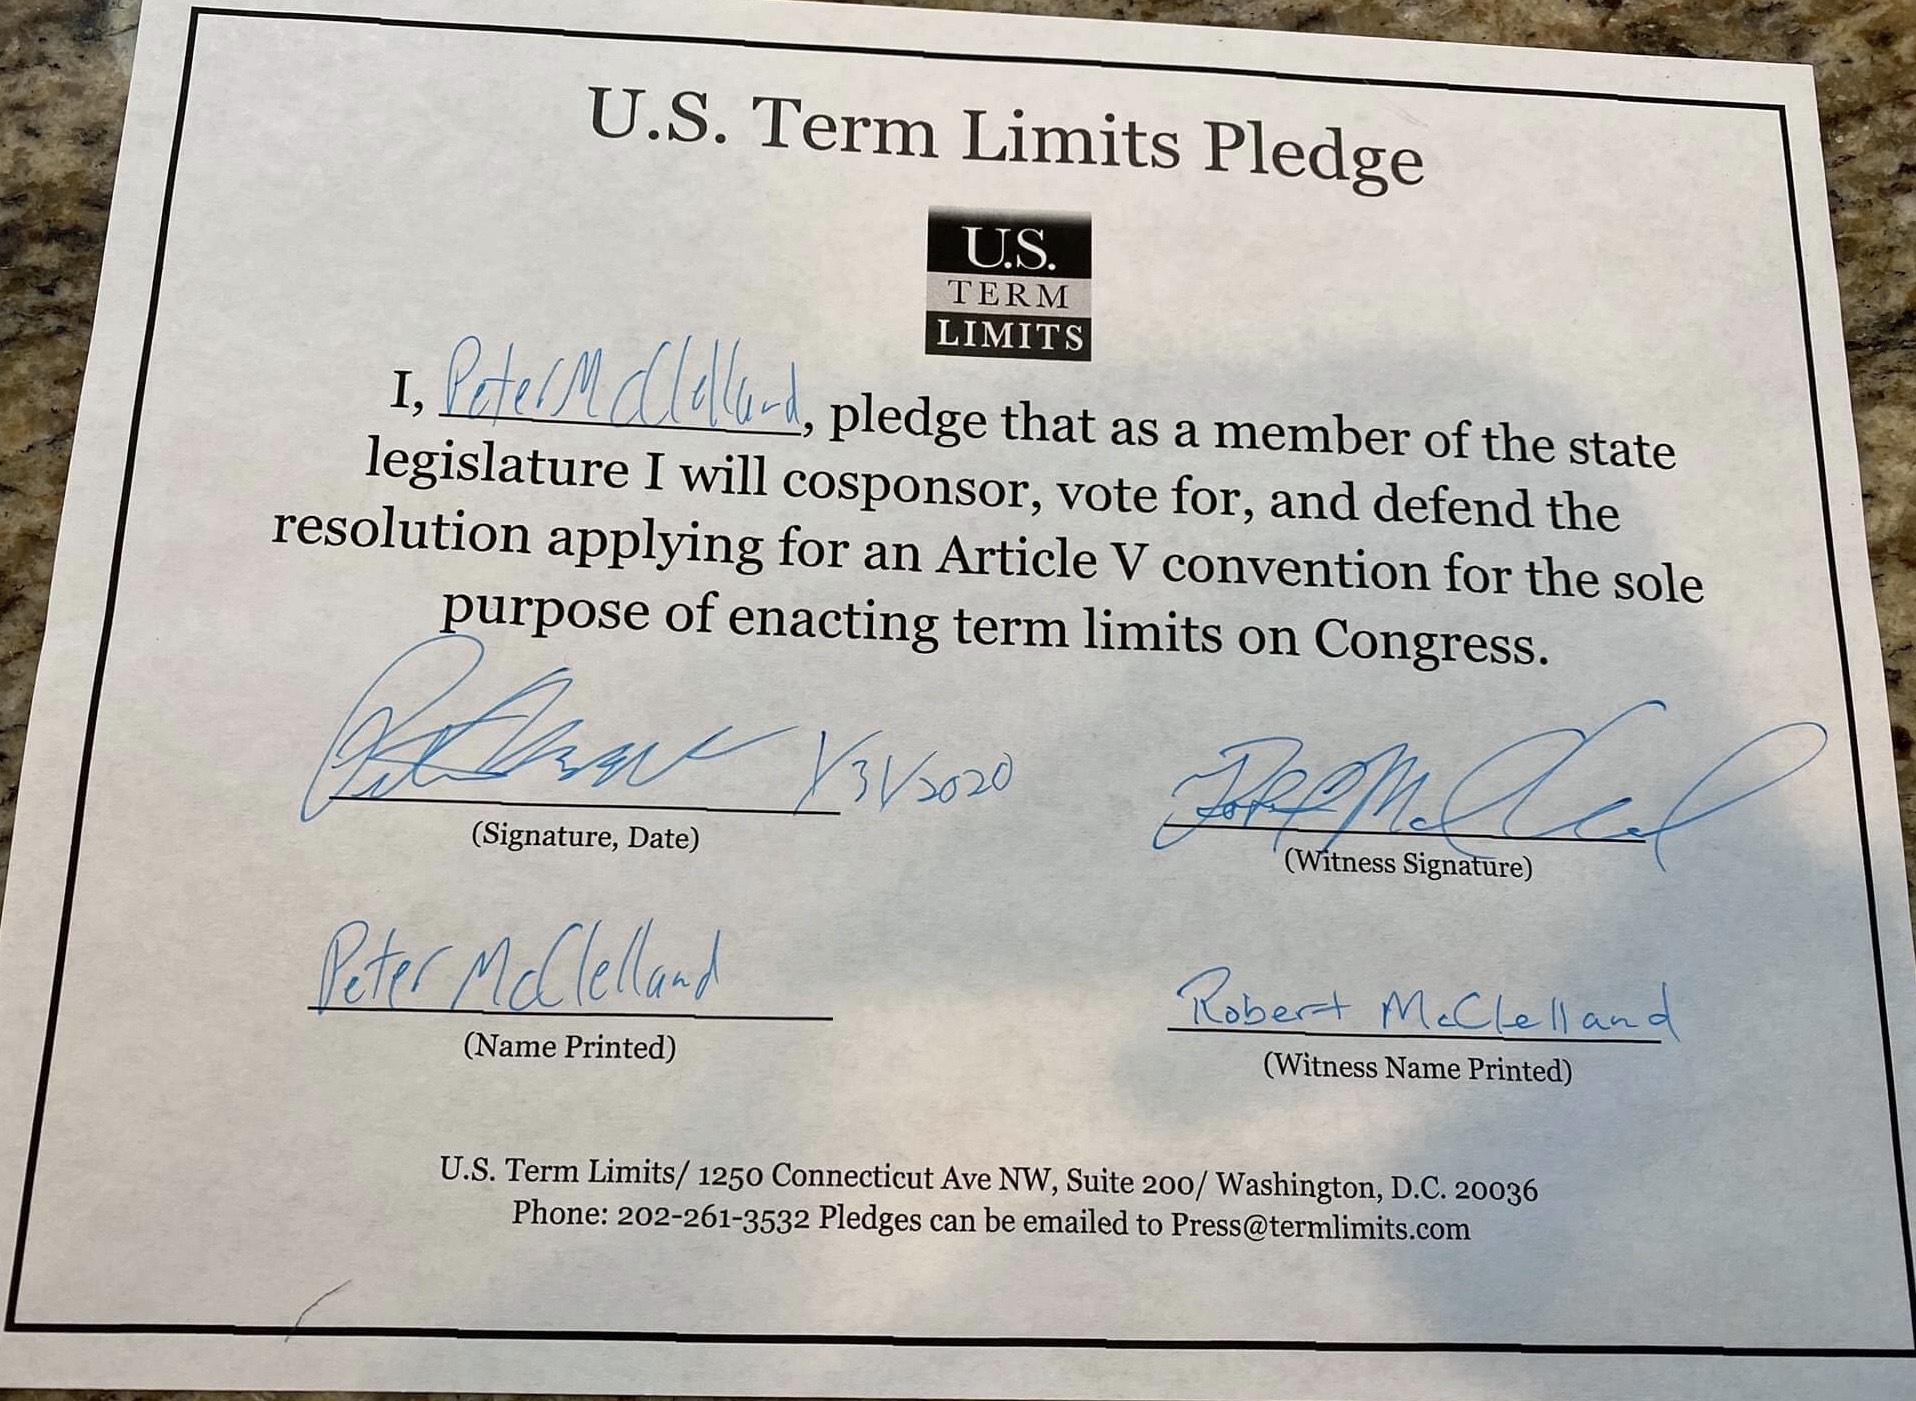 U.S. Term Limits Pledge
U.S.
TERM
LIMITS
I, Peter McClelland, pledge that as a member of the state
legislature I will cosponsor, vote for, and defend the
resolution applying for an Article V convention for the sole
purpose of enacting term limits on Congress.
1/31/2020
(Signature, Date)
(Witness Signature)
Peter McClelland
Robert McClelland
(Name Printed)
(Witness Name Printed)
U.S. Term Limits/ 1250 Connecticut Ave NW, Suite 200/ Washington, D.C. 20036
Phone: 202-261-3532 Pledges can be emailed to Press@termlimits.com